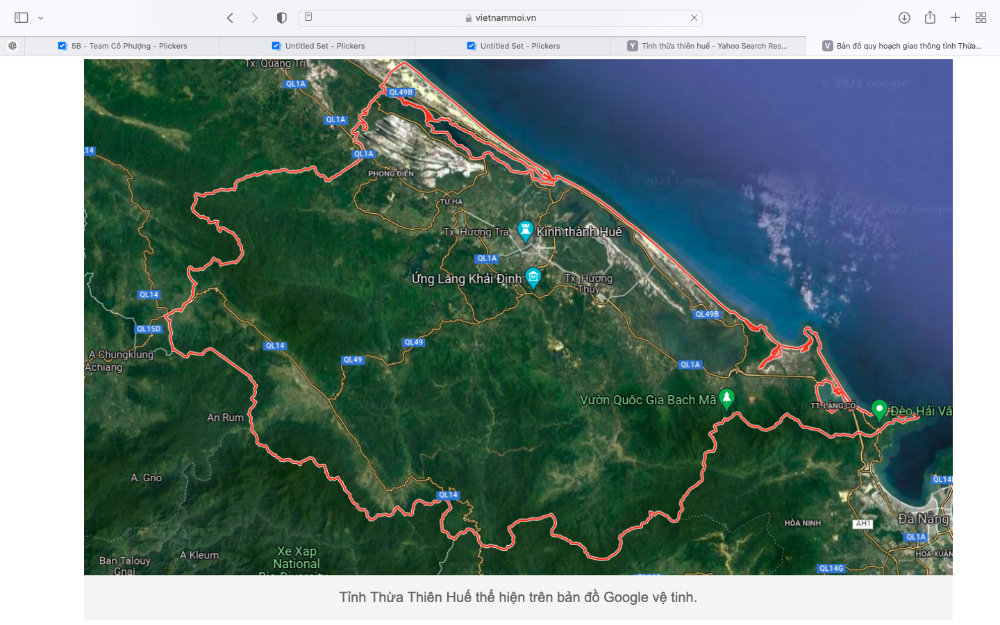 vietnammoi.vn
5B - Team Cô Phượng - Plickers
Untitled Set - Plickers
Untitled Set - Plickers
Y
Tỉnh thừa thiên huế - Yahoo Search Res...
V
Bản đồ quy hoạch giao thông tỉnh Thừa...
Tx. Quảng Trị
QL1A
QL49B
© 2021 Google
QL1A
14
QL1A
PHONG ĐIỀN
© 2021 Google
TỨ HẠ
© 2021 Google
Tx. Hương Trà
Kinh thành Huế
QL1A
Ứng Lăng Khải Định
Tx. Hương
Thủy
QL14
QL49B
QL15D
QL14
QL49
A Chungklung
Achiang
QL49
QL1A
Vườn Quốc Gia Bạch Mã
TT. LĂNG CÔ
Đèo Hải Vâ
An Rum
A. Gno
QL14
QL14
HÒA NINH
AH1
Đà Nẵng
QL1A
Xe Xap
National
Bio-Diversity
A Kleum
HÒA XUÂN
Ban Talouy
Gnai
QL14G
Tỉnh Thừa Thiên Huế thể hiện trên bản đồ Google vệ tinh.